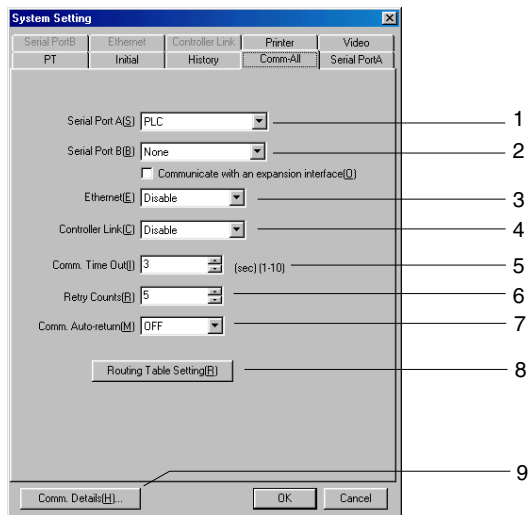 System Setting
Serial PortB Ethernet Controller Link Printer Video
PT Initial History Comm-All Serial PortA
Serial Port A(S) PLC 1
Serial Port B(B) None 2
Communicate with an expansion interface(O)
Ethernet(E) Disable 3
Controller Link(C) Disable 4
Comm. Time Out(I) 3 (sec) (1-10) 5
Retry Counts(R) 5 6
Comm. Auto-return(M) OFF 7
Routing Table Setting(R) 8
9
Comm. Details(H)... OK Cancel